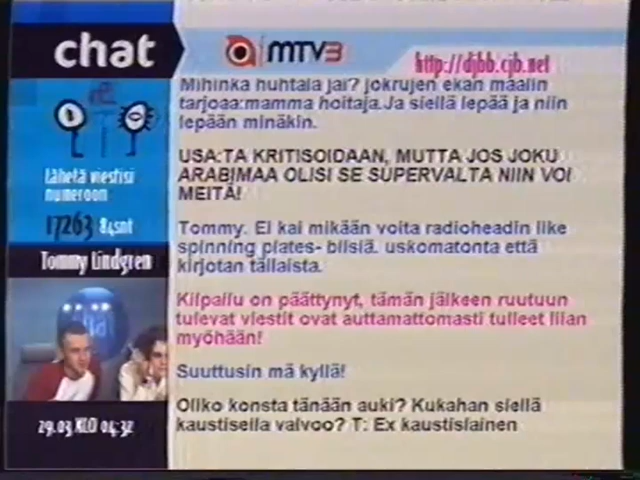 chat
MTV3
http://djbb.cjb.net
Mihinkä huhtala jäi? jokrujen ekan maalin
tarjoaa:mamma hoitaja.Ja siellä lepää ja niin
lepään minäkin.
USA:TA KRITISOIDAAN, MUTTA JOS JOKU
ARABIMAA OLISI SE SUPERVALTA NIIN VOI
MEITÄ!
Tommy. Ei kai mikään voita radioheadin like
spinning plates- biisiä. uskomatonta että
kirjotan tällaista.
Kilpailu on päättynyt, tämän jälkeen ruutuun
tulevat viestit ovat auttamattomasti tulleet liian
myöhään!
Suuttusin mä kyllä!
Oliko konsta tänään auki? Kukahan siellä
kaustisella valvoo? T: Ex kaustislainen
Lähetä viestisi
numeroon
17263 84snt
Tommy Lindgren
29.03.KLO 04:32